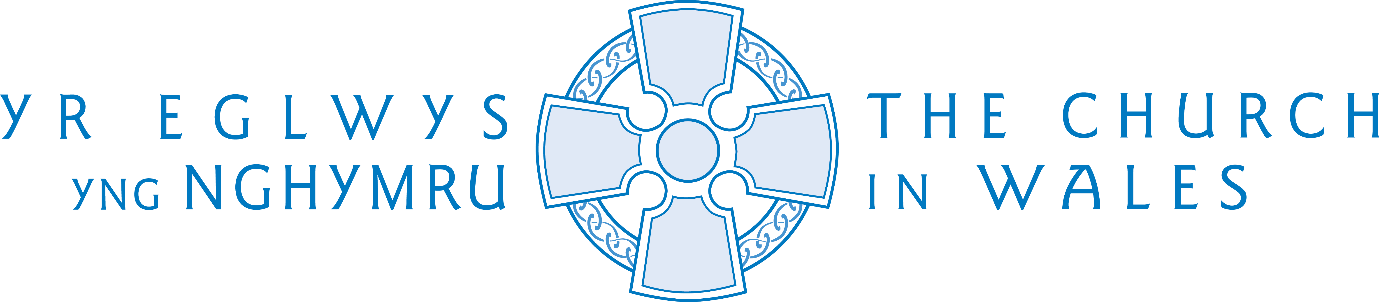 YR EGLWYS
YNG NGHYMRU
THE CHURCH
IN WALES